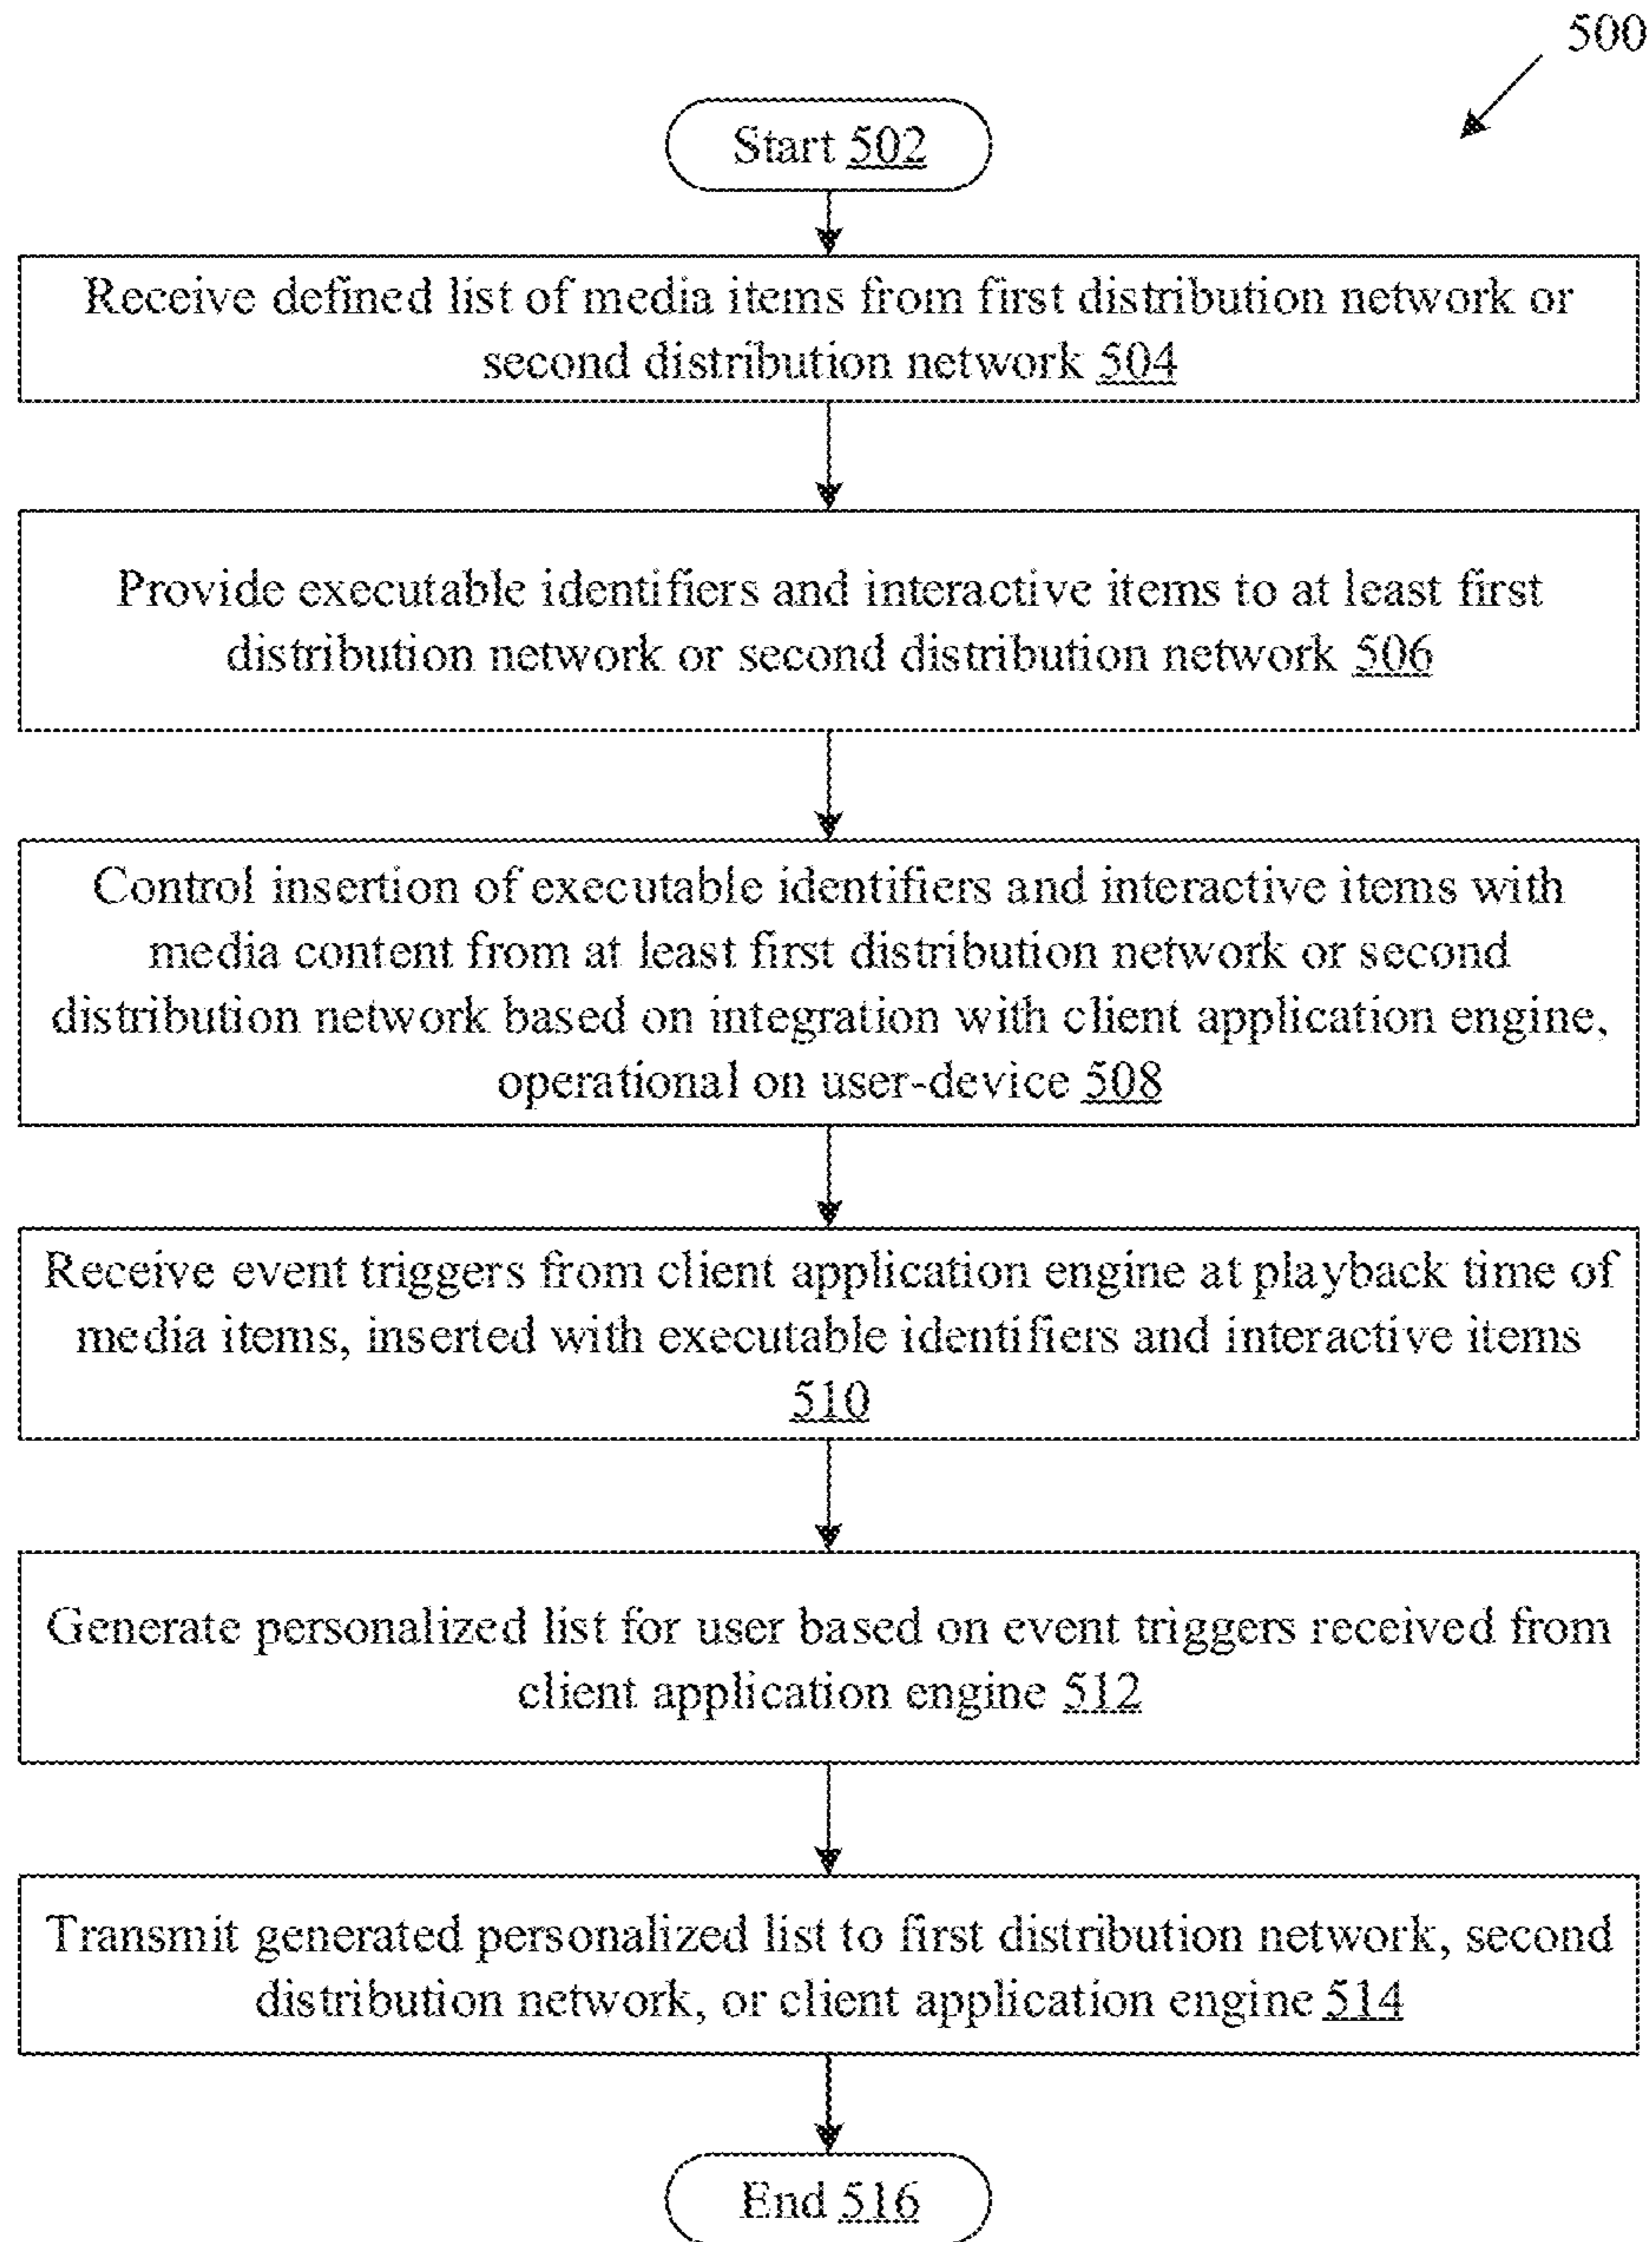 500
Start 502
Receive defined list of media items from first distribution network or
second distribution network 504
Provide executable identifiers and interactive items to at least first
distribution network or second distribution network 506
Control insertion of executable identifiers and interactive items with
media content from at least first distribution network or second
distribution network based on integration with client application engine,
operational on user-device 508
Receive event triggers from client application engine at playback time of
media items, inserted with executable identifiers and interactive items
510
Generate personalized list for user based on event triggers received from
client application engine 512
Transmit generated personalized list to first distribution network, second
distribution network, or client application engine 514
End 516